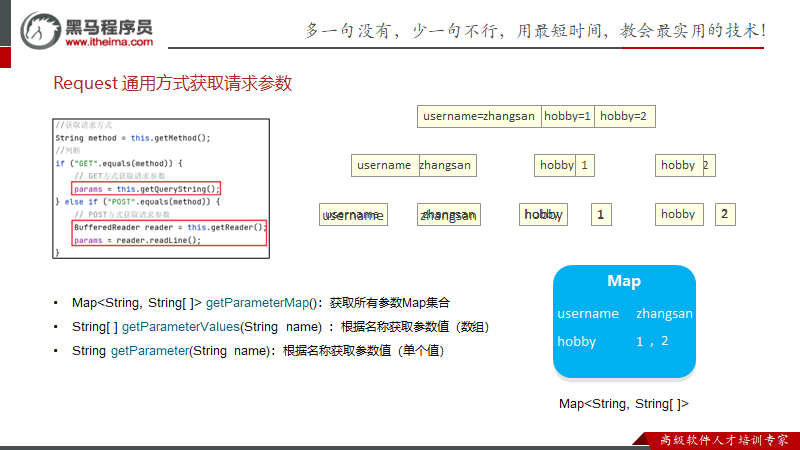 黑马程序员
www.itheima.com
多一句没有，少一句不行，用最短时间，教会最实用的技术！
Request 通用方式获取请求参数
//获取请求方式
String method = this.getMethod();
//判断
if ("GET".equals(method)) {
// GET方式获取请求参数
params = this.getQueryString();
} else if ("POST".equals(method)) {
// POST方式获取请求参数
BufferedReader reader = this.getReader();
params = reader.readLine();
}
username=zhangsan hobby=1 hobby=2
username zhangsan hobby 1 hobby 2
username zhangsan hobby 1 hobby 2
• Map<String, String[ ]> getParameterMap()：获取所有参数Map集合
• String[ ] getParameterValues(String name) ：根据名称获取参数值（数组）
• String getParameter(String name)：根据名称获取参数值（单个值）
Map
username zhangsan
hobby 1 , 2
Map<String, String[ ]>
高级软件人才培训专家